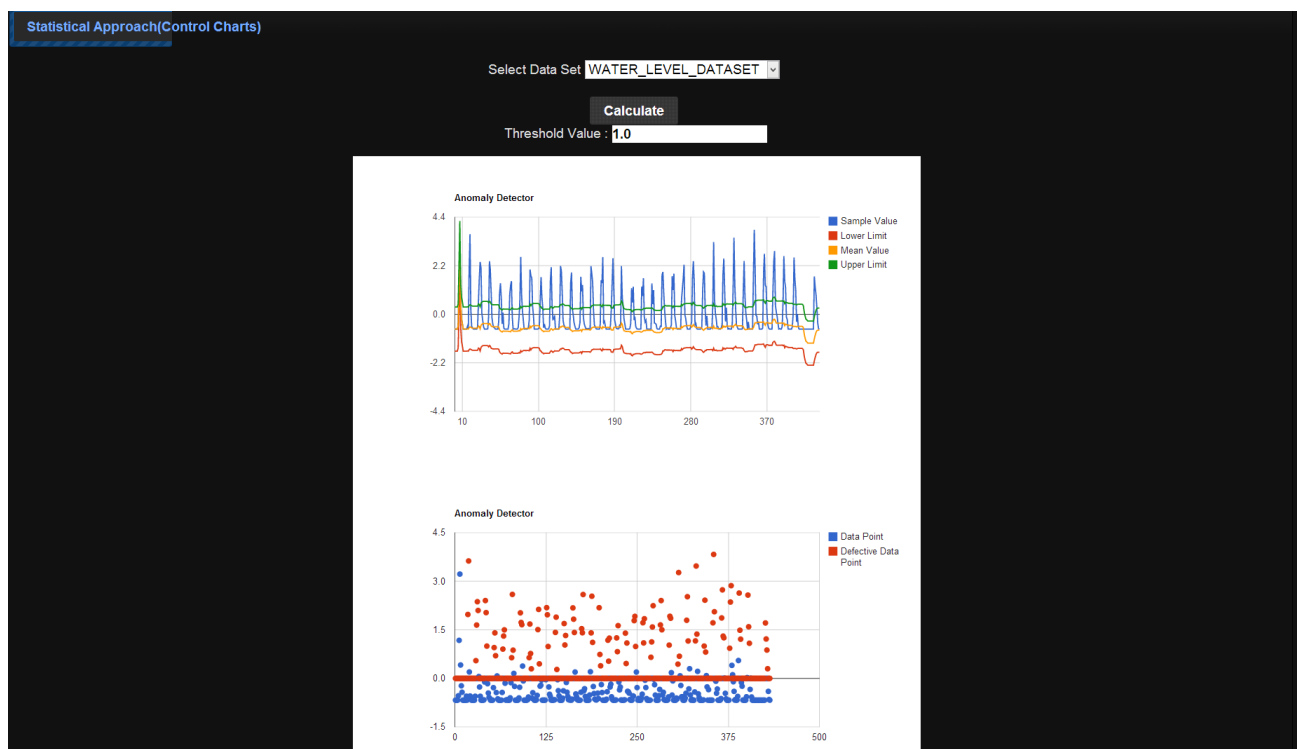 Statistical Approach(Control Charts)
Select Data Set WATER_LEVEL_DATASET
Calculate
Threshold Value : 1.0
Anomaly Detector
4.4
2.2
0.0
-2.2
-4.4
10 100 190 280 370
Sample Value
Lower Limit
Mean Value
Upper Limit
Anomaly Detector
4.5
3.0
1.5
0.0
-1.5
0 125 250 375 500
Data Point
Defective Data
Point